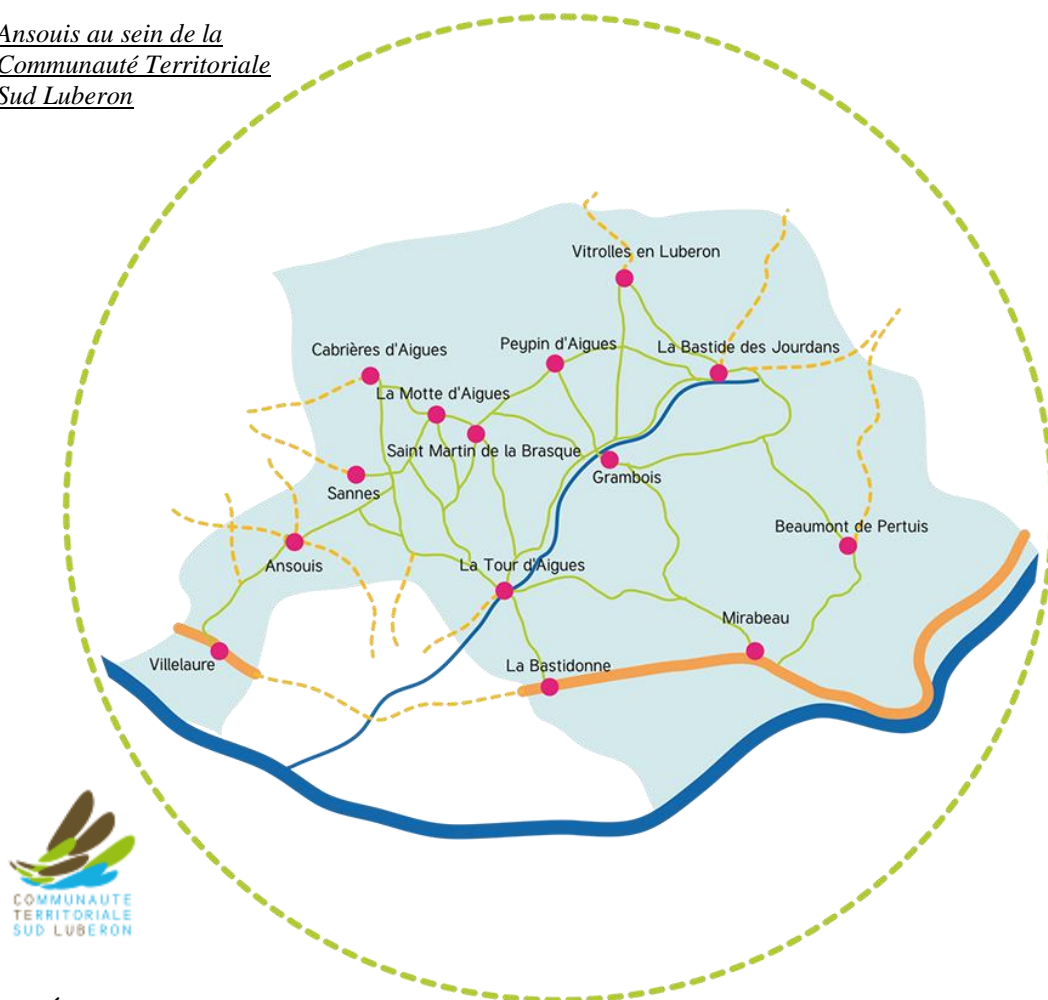 Ansouis au sein de la
Communauté Territoriale
Sud Luberon
Vitrolles en Luberon
Cabrières d'Aigues
Peypin d'Aigues
La Bastide des Jourdans
La Motte d'Aigues
Saint Martin de la Brasque
Sannes
Grambois
Beaumont de Pertuis
Ansouis
La Tour d'Aigues
Mirabeau
Villelaure
La Bastidonne
COMMUNAUTE
TERRITORIALE
SUD LUBERON